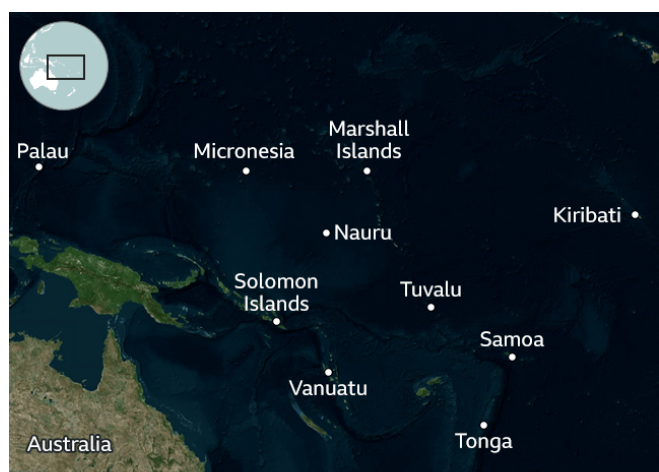 Marshall
Islands
Palau
Micronesia
Kiribati
Nauru
Solomon
Islands
Tuvalu
Samoa
Vanuatu
Australia
Tonga